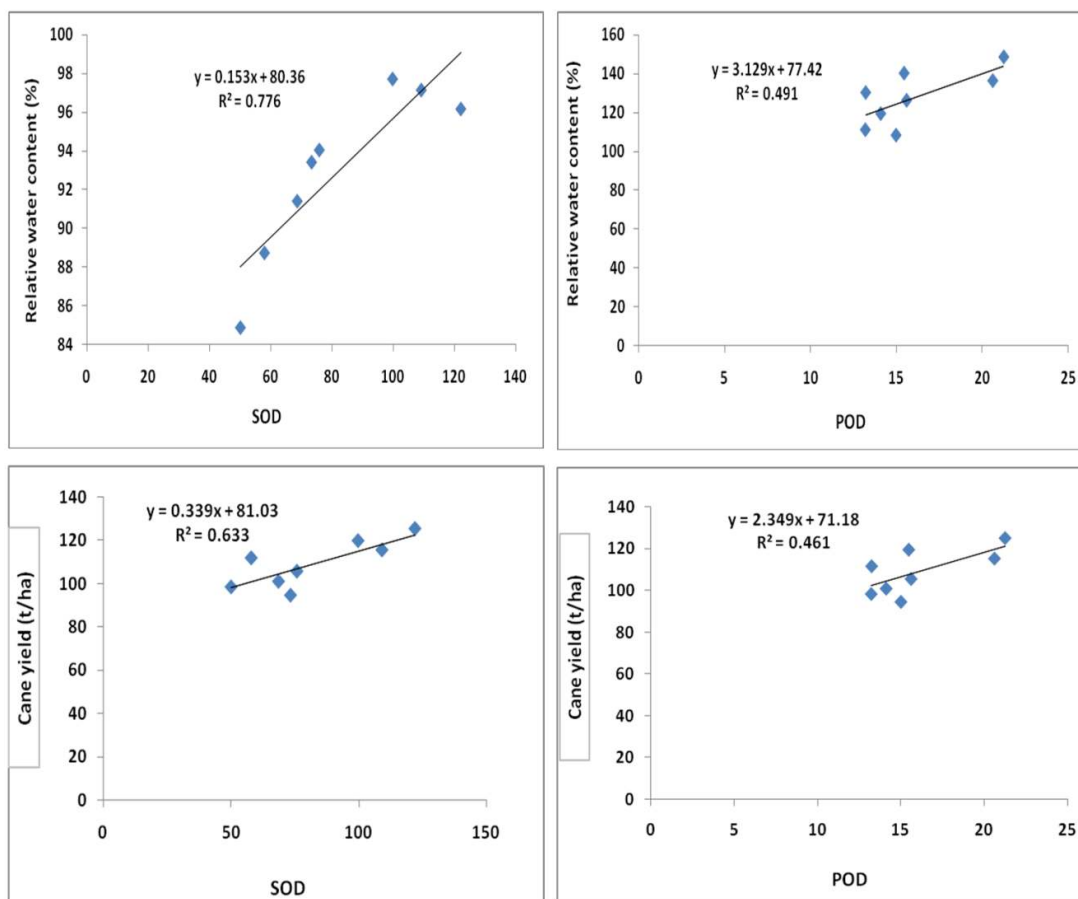 100
98
96
94
92
90
88
86
84
Relative water content (%)
y = 0.153x + 80.36
R² = 0.776
0 20 40 60 80 100 120 140
SOD
160
140
120
100
80
60
40
20
0
Relative water content (%)
y = 3.129x + 77.42
R² = 0.491
0 5 10 15 20 25
POD
140
120
100
80
60
40
20
0
Cane yield (t/ha)
y = 0.339x + 81.03
R² = 0.633
0 50 100 150
SOD
140
120
100
80
60
40
20
0
Cane yield (t/ha)
y = 2.349x + 71.18
R² = 0.461
0 5 10 15 20 25
POD